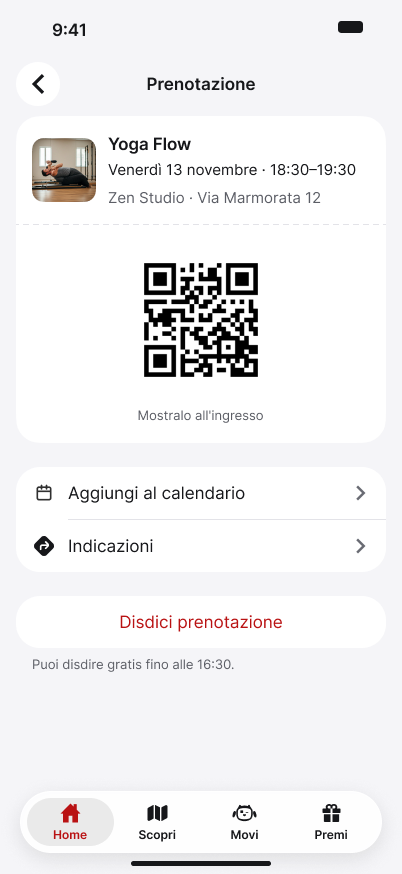 9:41
Prenotazione
Yoga Flow
Venerdì 13 novembre · 18:30–19:30
Zen Studio · Via Marmorata 12
Mostralo all'ingresso
Aggiungi al calendario
Indicazioni
Disdici prenotazione
Puoi disdire gratis fino alle 16:30.
Home
Scopri
Movi
Premi